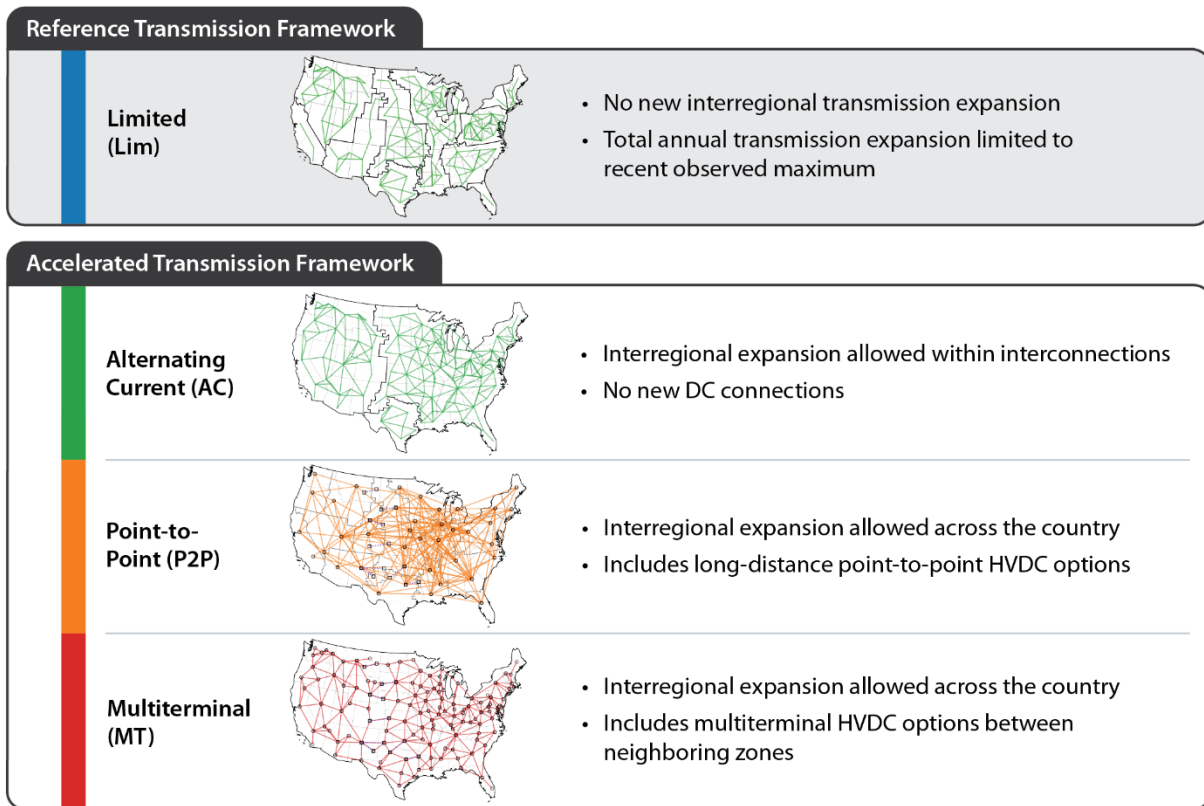 Reference Transmission Framework
Limited
(Lim)
• No new interregional transmission expansion
• Total annual transmission expansion limited to
recent observed maximum
Accelerated Transmission Framework
Alternating
Current (AC)
• Interregional expansion allowed within interconnections
• No new DC connections
Point-to-
Point (P2P)
• Interregional expansion allowed across the country
• Includes long-distance point-to-point HVDC options
Multiterminal
(MT)
• Interregional expansion allowed across the country
• Includes multiterminal HVDC options between
neighboring zones